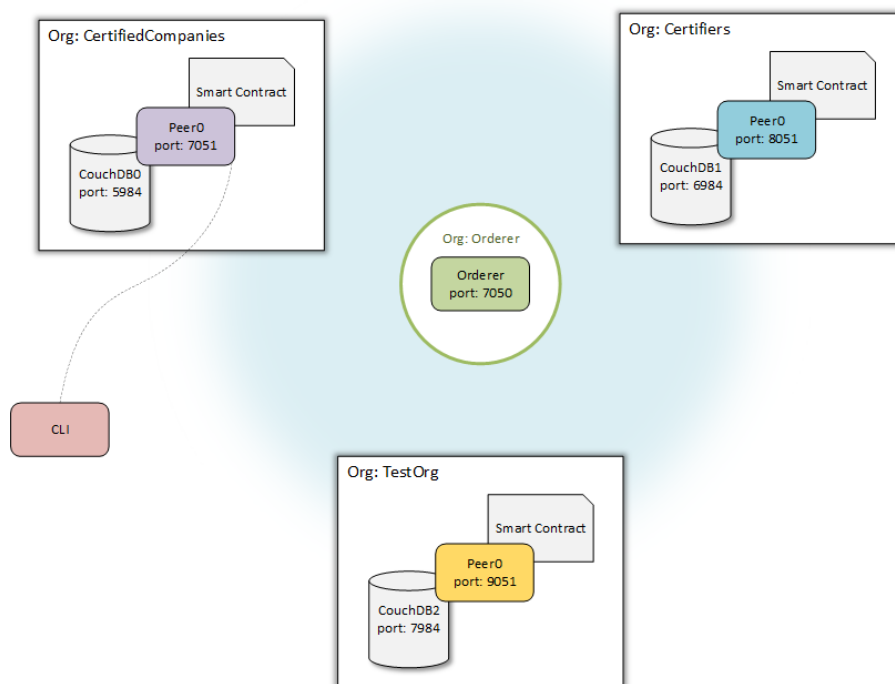 Org: CertifiedCompanies
Smart Contract
Peer0
port: 7051
CouchDB0
port: 5984
Org: Certifiers
Smart Contract
Peer0
port: 8051
CouchDB1
port: 6984
Org: Orderer
Orderer
port: 7050
CLI
Org: TestOrg
Smart Contract
Peer0
port: 9051
CouchDB2
port: 7984